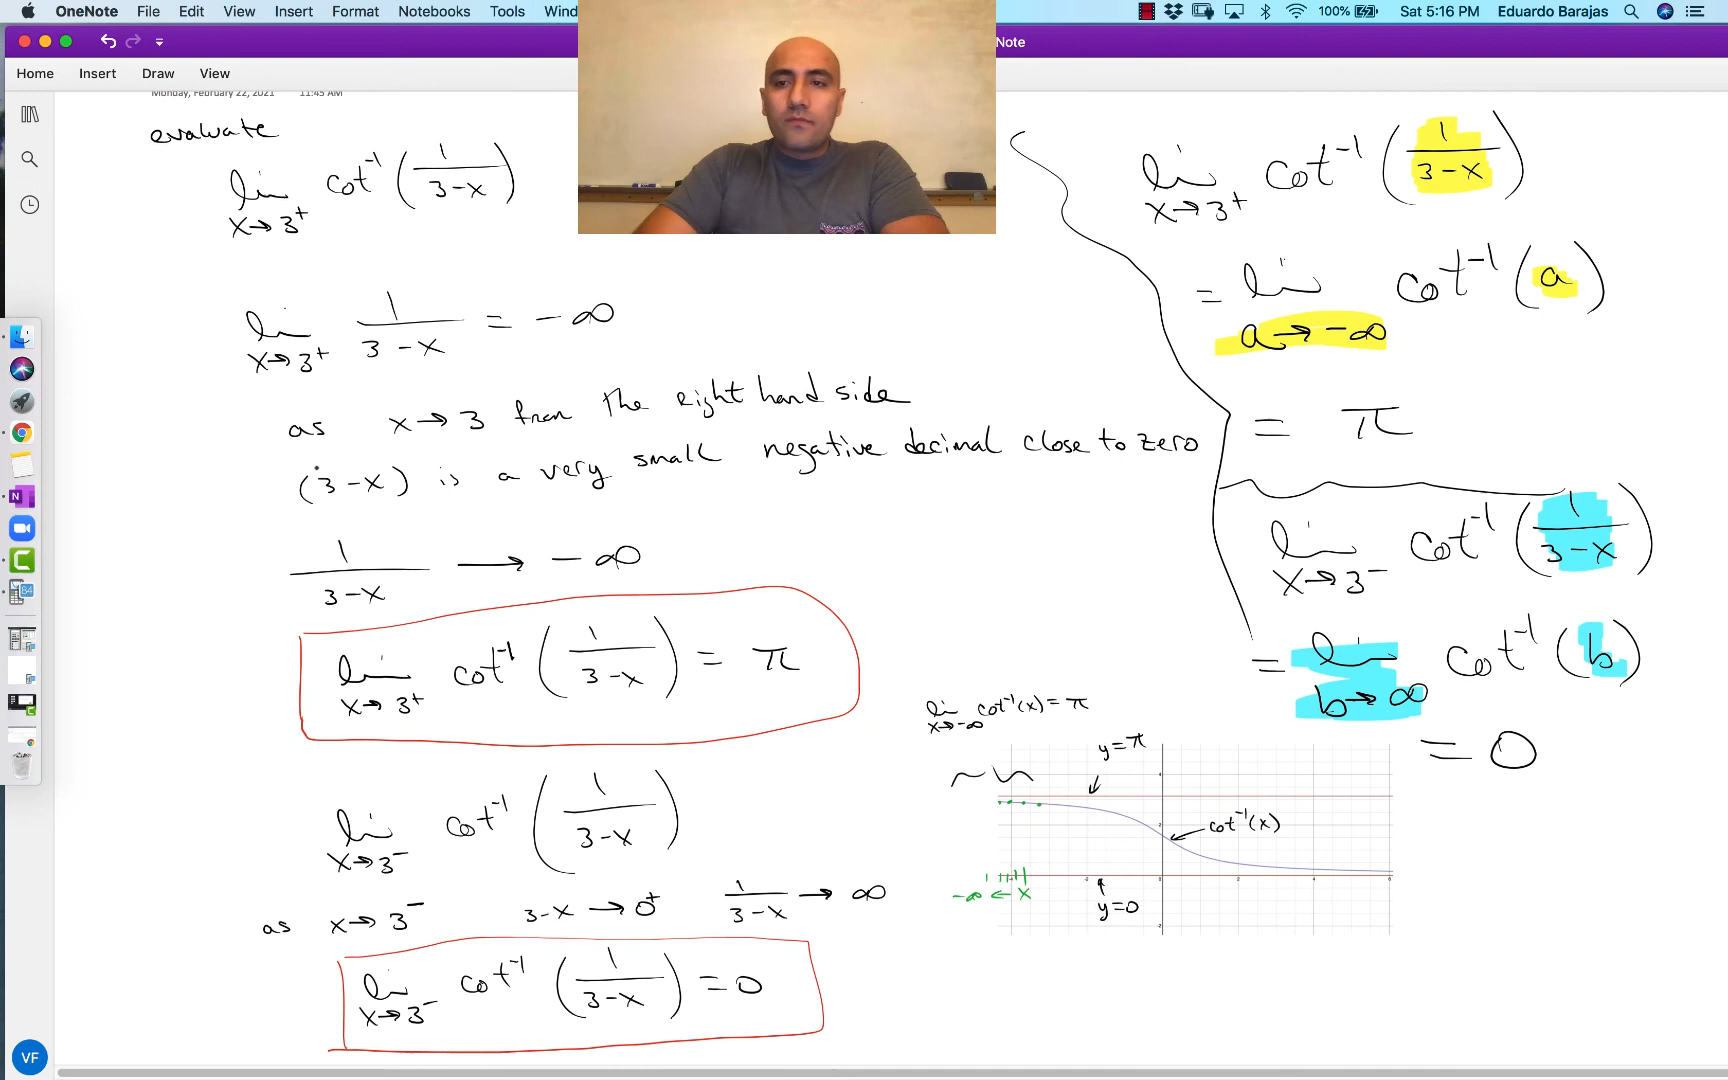 OneNote File Edit View Insert Format Notebooks Tools Wind
100% Sat 5:16 PM Eduardo Barajas
Note
Home Insert Draw View
Monday, February 22, 2021 11:45 AM
evaluate
lim x→3⁺ cot⁻¹(1/(3-x))
lim x→3⁺ 1/(3-x) = -∞
as x→3 from the right hand side
(3-x) is a very small negative decimal close to zero
1/(3-x) → -∞
lim x→3⁺ cot⁻¹(1/(3-x)) = π
lim x→3⁻ cot⁻¹(1/(3-x))
as x→3⁻ 3-x → 0⁺ 1/(3-x) → ∞
lim x→3⁻ cot⁻¹(1/(3-x)) = 0
lim x→3⁺ cot⁻¹(1/(3-x))
= lim a→-∞ cot⁻¹(a)
= π
lim x→3⁻ cot⁻¹(1/(3-x))
= lim b→∞ cot⁻¹(b)
= 0
lim x→-∞ cot⁻¹(x) = π
y=π
cot⁻¹(x)
-∞ ← x
y=0
VF